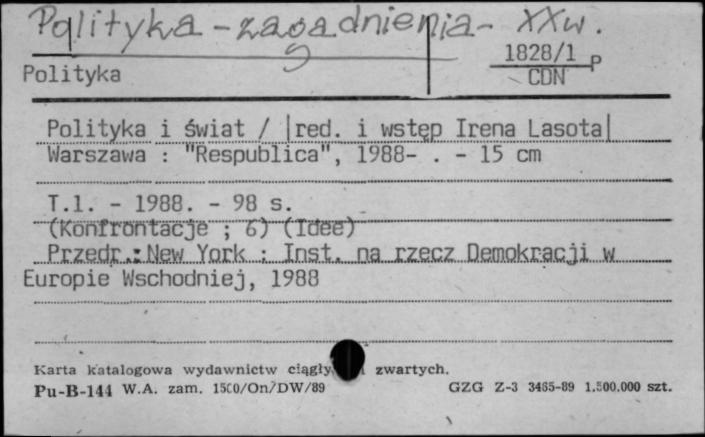 Polityka - zagadnienia - XXw.
1828/1 P
CDN
Polityka
Polityka i świat / |red. i wstęp Irena Lasota|
Warszawa : "Respublica", 1988- . - 15 cm
T.1. - 1988. - 98 s.
(Konfrontacje ; 6) (Idee)
Przedr.: New York : Inst. na rzecz Demokracji w
Europie Wschodniej, 1988
Karta katalogowa wydawnictw ciągły zwartych.
Pu-B-144 W.A. zam. 1500/On/DW/89 GZG Z-3 3465-89 1.500.000 szt.